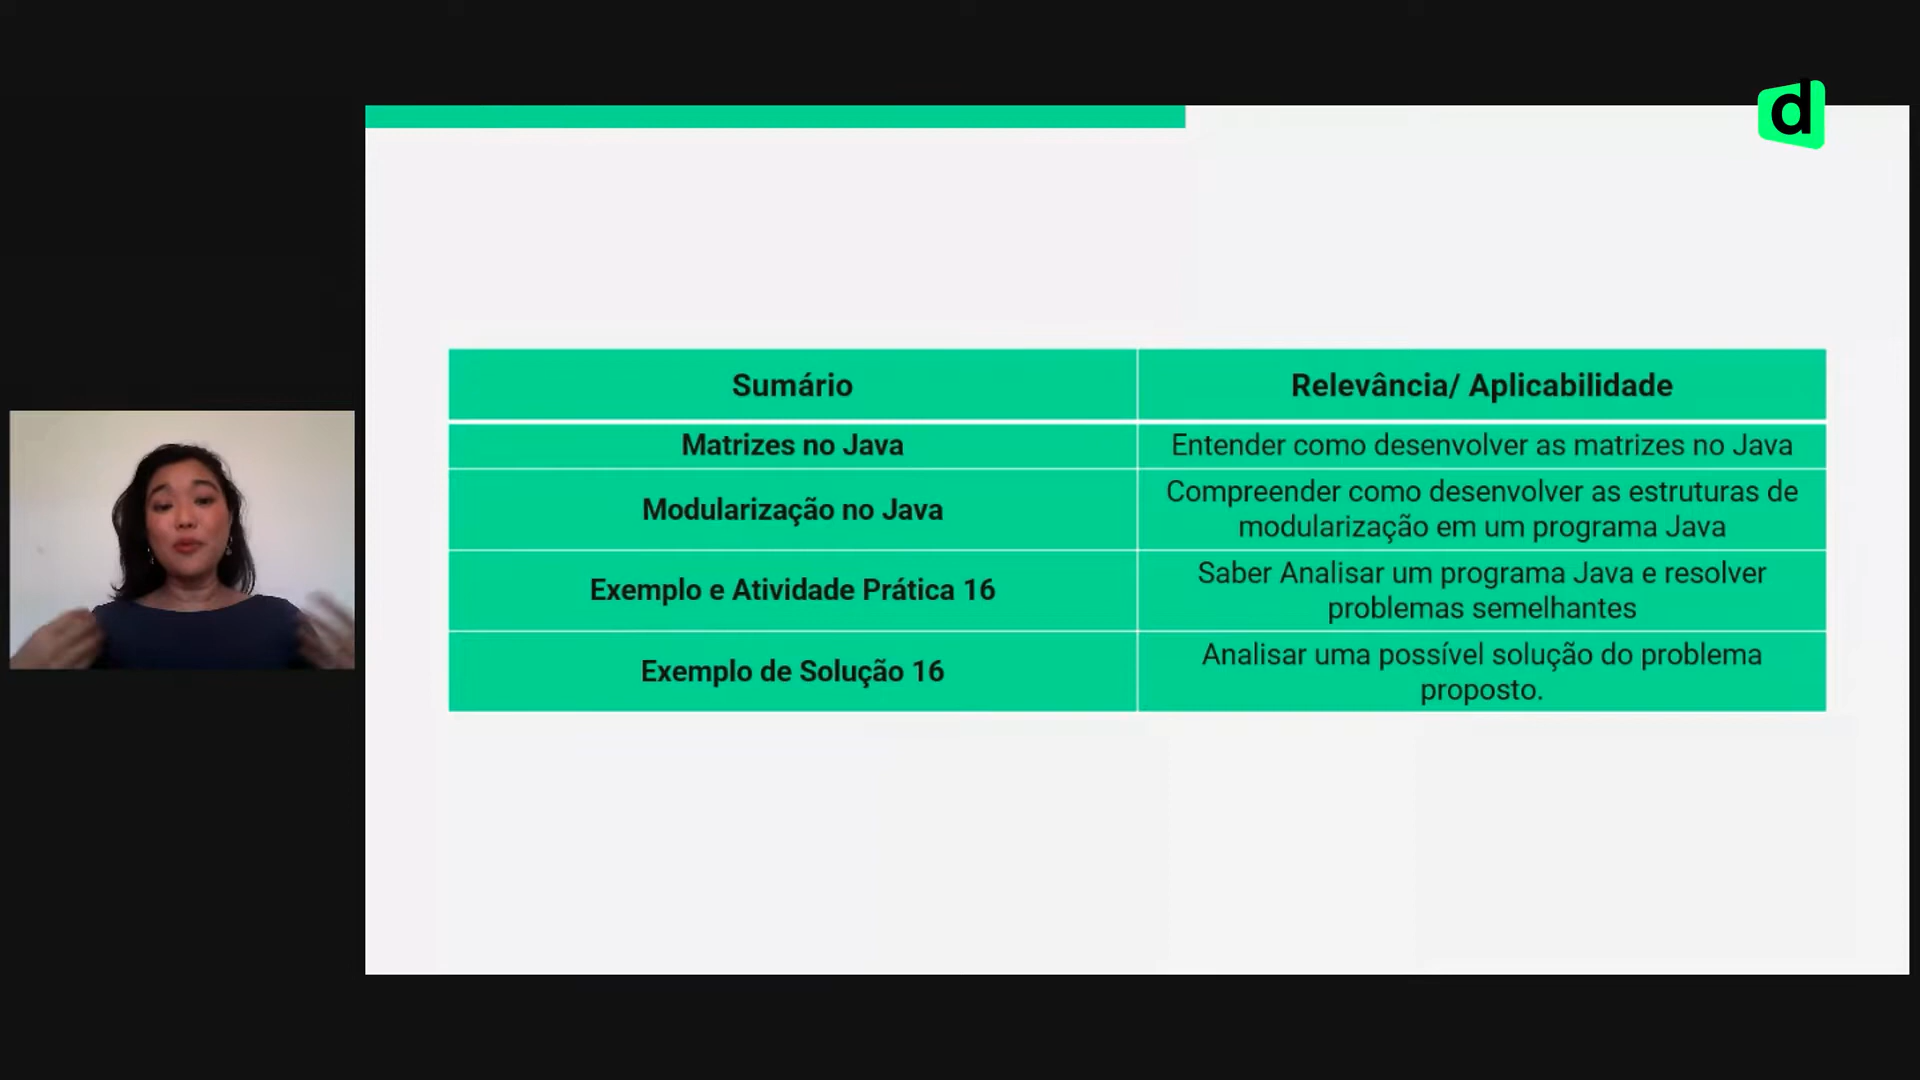 d
Sumário
Relevância/ Aplicabilidade
Matrizes no Java
Entender como desenvolver as matrizes no Java
Modularização no Java
Compreender como desenvolver as estruturas de
modularização em um programa Java
Exemplo e Atividade Prática 16
Saber Analisar um programa Java e resolver
problemas semelhantes
Exemplo de Solução 16
Analisar uma possível solução do problema
proposto.